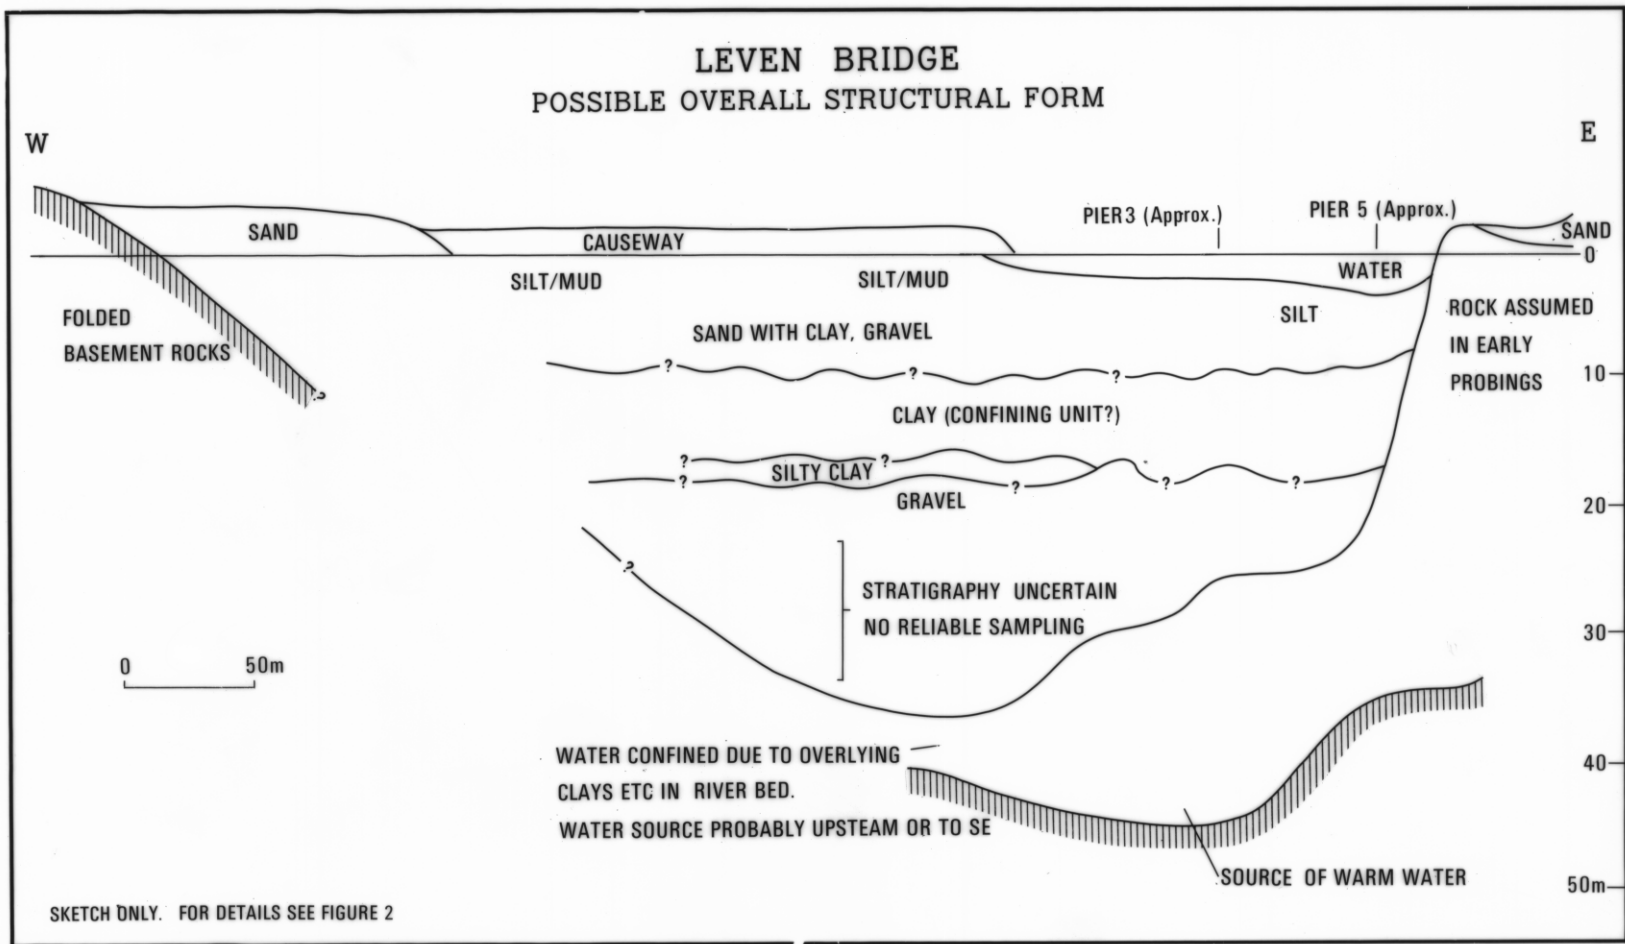 LEVEN BRIDGE
POSSIBLE OVERALL STRUCTURAL FORM
W
E
PIER 3 (Approx.)
PIER 5 (Approx.)
SAND
CAUSEWAY
SAND
0
SILT/MUD
SILT/MUD
WATER
FOLDED
BASEMENT ROCKS
SILT
ROCK ASSUMED
IN EARLY
PROBINGS
SAND WITH CLAY, GRAVEL
? ? ?
10
CLAY (CONFINING UNIT?)
? ?
SILTY CLAY
? ? ? ?
GRAVEL
20
?
?
STRATIGRAPHY UNCERTAIN
NO RELIABLE SAMPLING
30
0 50m
WATER CONFINED DUE TO OVERLYING
CLAYS ETC IN RIVER BED.
WATER SOURCE PROBABLY UPSTEAM OR TO SE
40
SOURCE OF WARM WATER
50m
SKETCH ONLY. FOR DETAILS SEE FIGURE 2